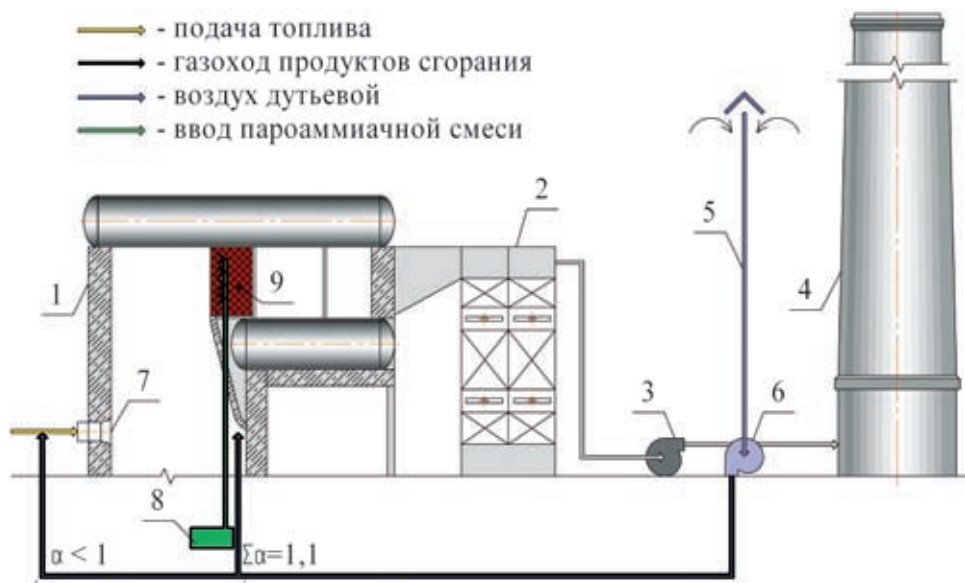 - подача топлива
- газоход продуктов сгорания
- воздух дутьевой
- ввод пароаммиачной смеси
1
2
3
4
5
6
7
8
9
α < 1
Σα=1,1